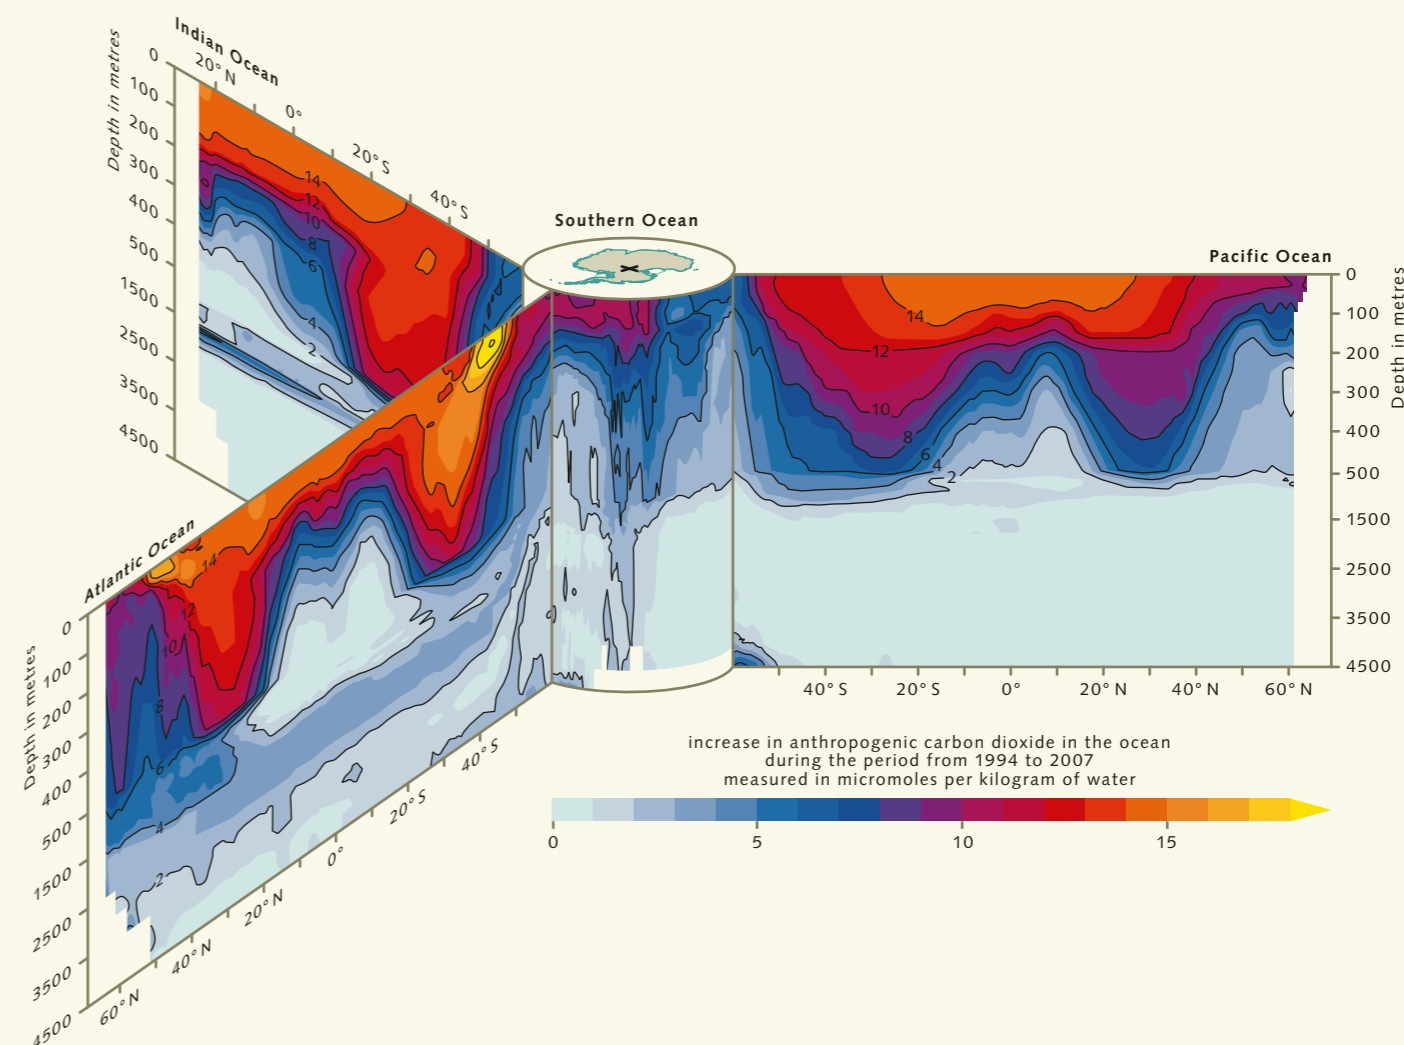 Indian Ocean
Depth in metres
0
100
200
300
400
500
1500
2500
3500
4500
20° N
0°
20° S
40° S
14
12
10
8
6
4
2
Southern Ocean
Pacific Ocean
14
12
10
8
6
4
2
0
100
200
300
400
500
1500
2500
3500
4500
Depth in metres
40° S
20° S
0°
20° N
40° N
60° N
Atlantic Ocean
Depth in metres
0
100
200
300
400
500
1500
2500
3500
4500
14
12
10
8
6
4
2
60° N
40° N
20° N
0°
20° S
40° S
increase in anthropogenic carbon dioxide in the ocean
during the period from 1994 to 2007
measured in micromoles per kilogram of water
0 5 10 15